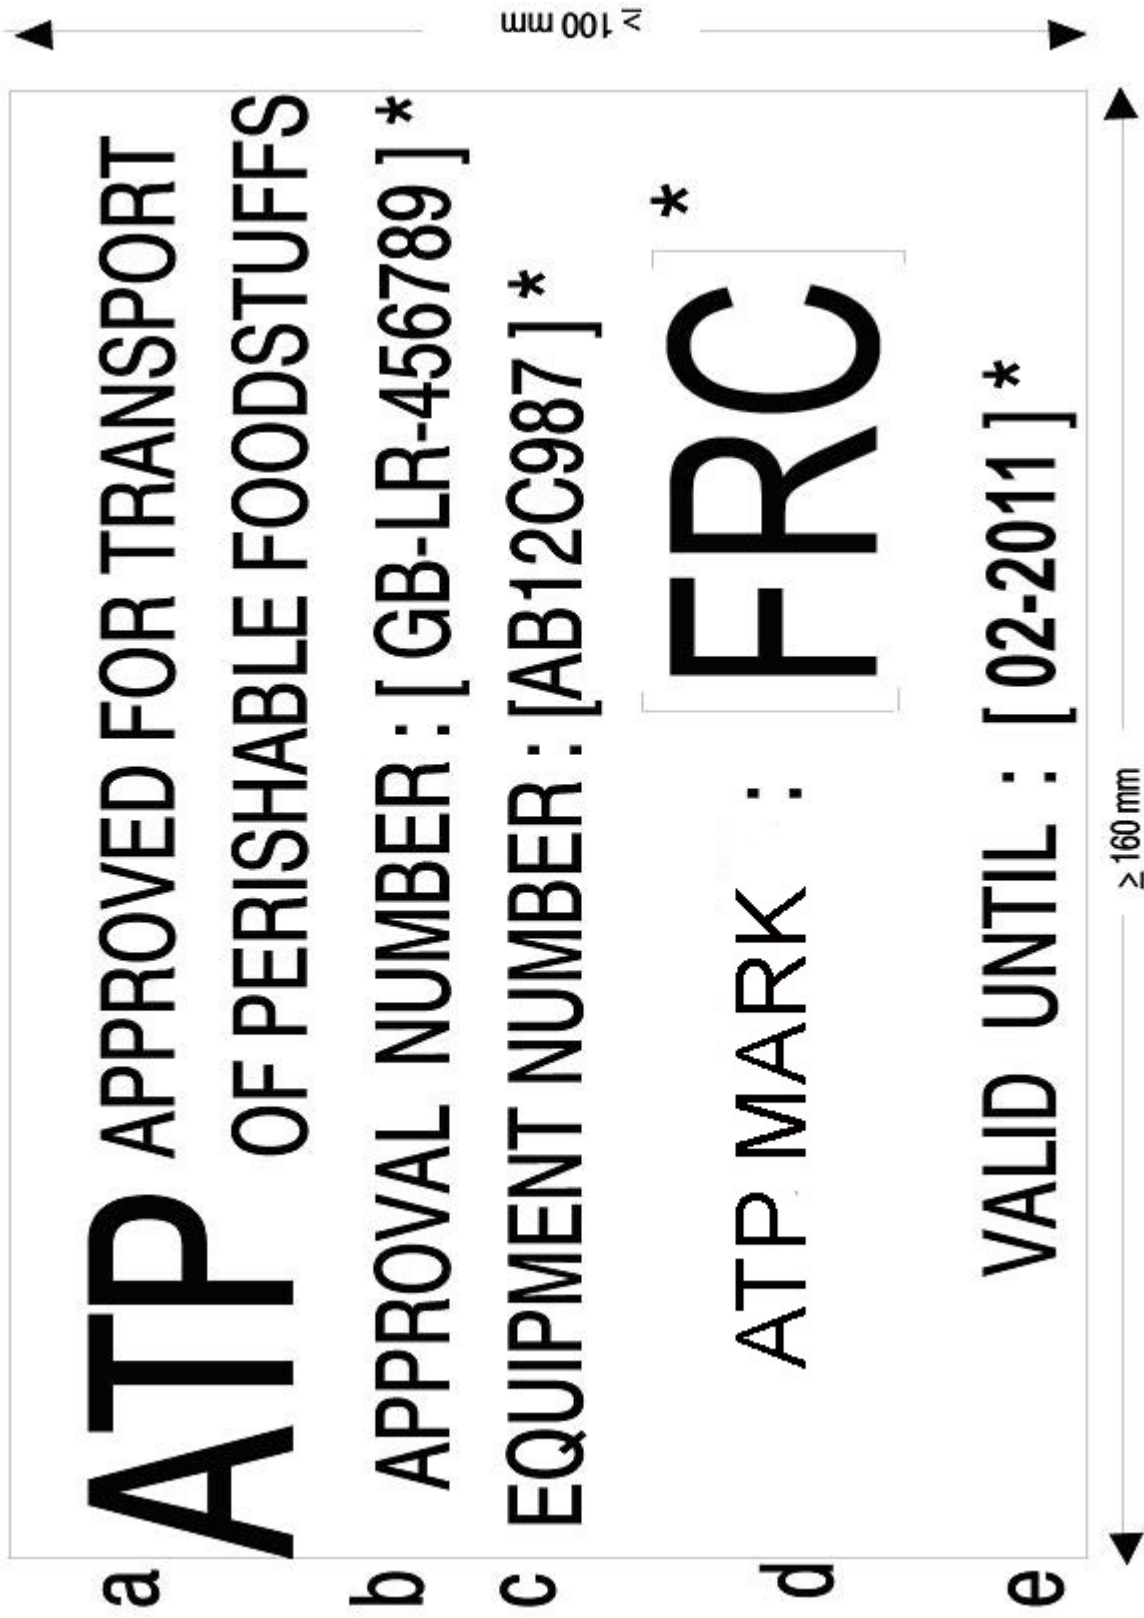 a ATP APPROVED FOR TRANSPORT
OF PERISHABLE FOODSTUFFS
b APPROVAL NUMBER : [ GB-LR-456789 ] *
c EQUIPMENT NUMBER : [AB12C987 ] *
d ATP MARK : [ FRC ] *
e VALID UNTIL : [ 02-2011 ] *
≥ 160 mm
≥ 100 mm